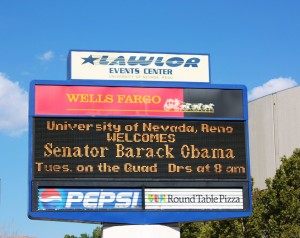 LAWLOR
EVENTS CENTER
WELLS FARGO
University of Nevada, Reno
WELCOMES
Senator Barack Obama
Tues. on the Quad Drs at 8 am
PEPSI
Round Table Pizza